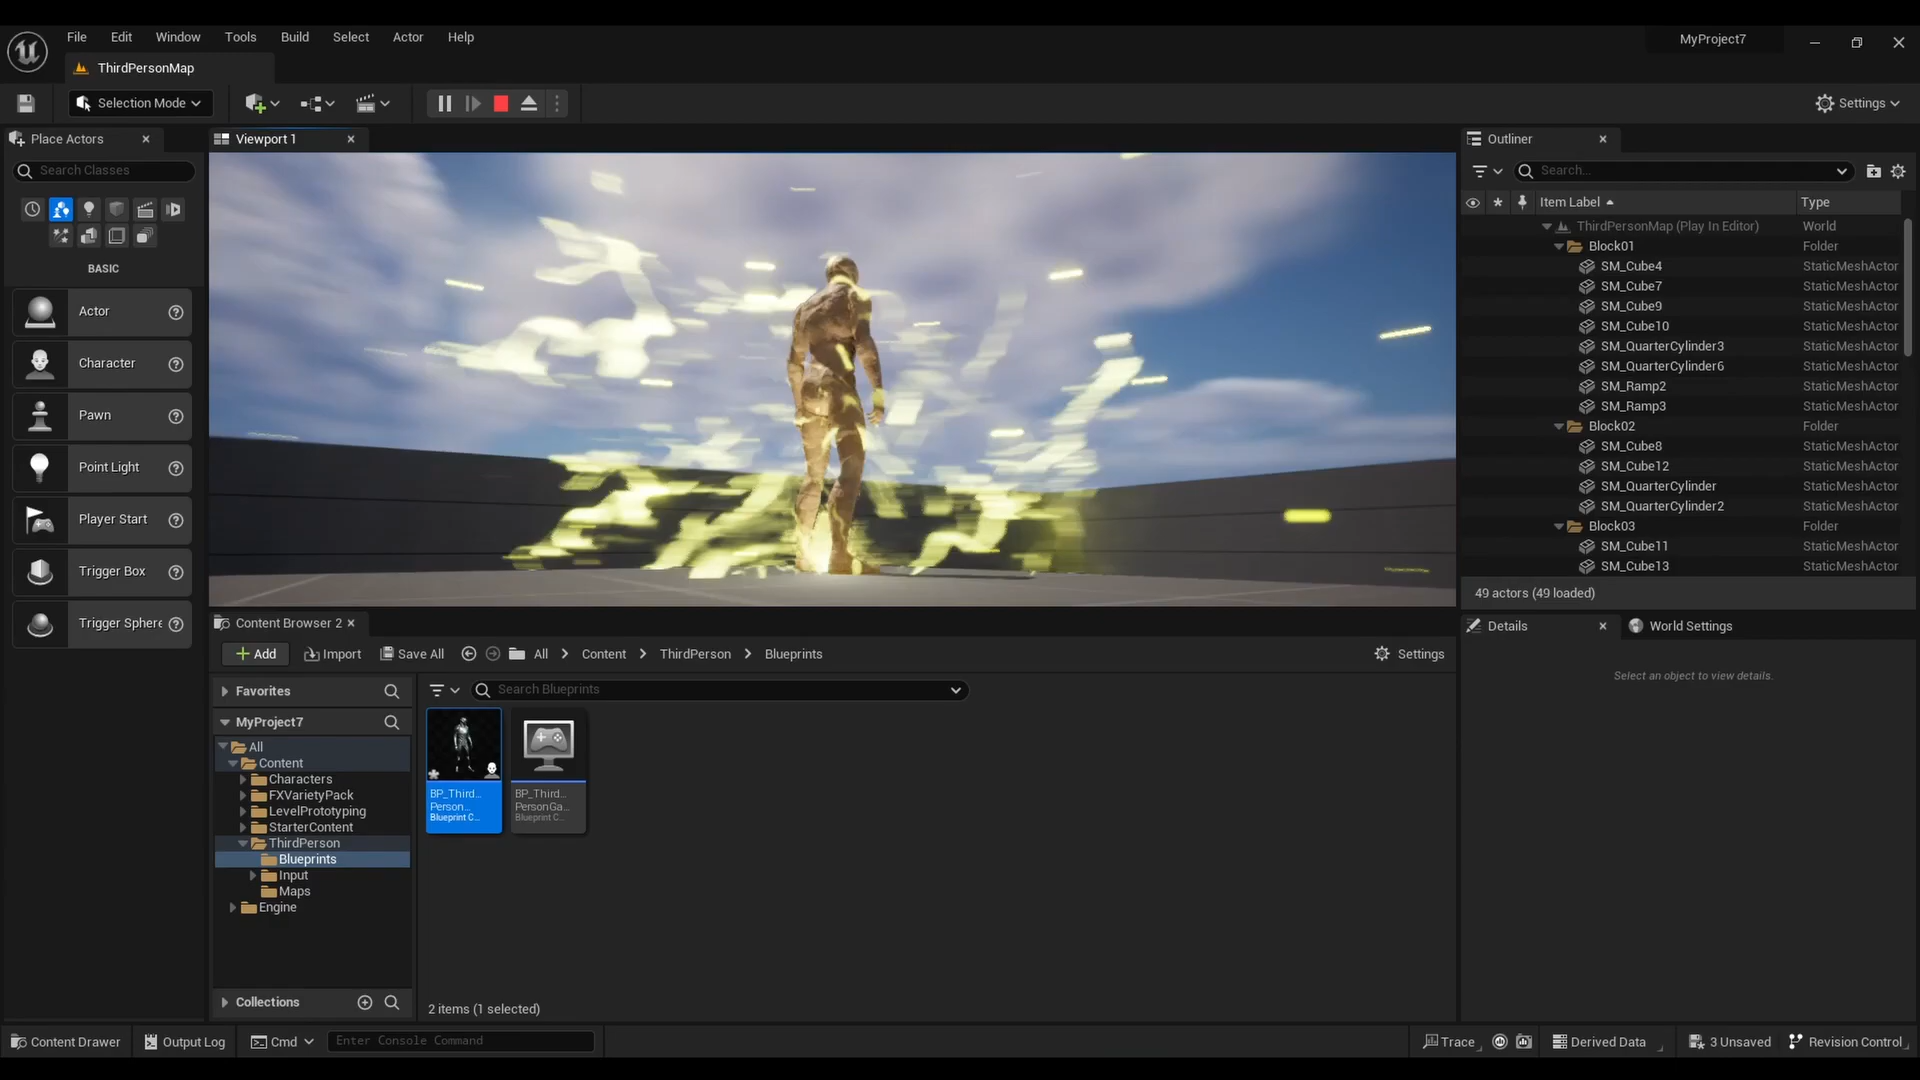 File Edit Window Tools Build Select Actor Help
MyProject7
ThirdPersonMap
Selection Mode
Settings
Place Actors
Viewport 1
Outliner
Search Classes
Search...
Item Label
Type
ThirdPersonMap (Play In Editor) World
Block01 Folder
SM_Cube4 StaticMeshActor
SM_Cube7 StaticMeshActor
SM_Cube9 StaticMeshActor
SM_Cube10 StaticMeshActor
SM_QuarterCylinder3 StaticMeshActor
SM_QuarterCylinder6 StaticMeshActor
SM_Ramp2 StaticMeshActor
SM_Ramp3 StaticMeshActor
Block02 Folder
SM_Cube8 StaticMeshActor
SM_Cube12 StaticMeshActor
SM_QuarterCylinder StaticMeshActor
SM_QuarterCylinder2 StaticMeshActor
Block03 Folder
SM_Cube11 StaticMeshActor
SM_Cube13 StaticMeshActor
49 actors (49 loaded)
BASIC
Actor
Character
Pawn
Point Light
Player Start
Trigger Box
Trigger Sphere
Content Browser 2
Details
World Settings
Select an object to view details.
Add
Import
Save All
All
Content
ThirdPerson
Blueprints
Settings
Favorites
Search Blueprints
MyProject7
All
Content
Characters
FXVarietyPack
LevelPrototyping
StarterContent
ThirdPerson
Blueprints
Input
Maps
Engine
BP_Third...
Person...
Blueprint C...
BP_Third...
PersonGa...
Blueprint C...
Collections
2 items (1 selected)
Content Drawer
Output Log
Cmd
Enter Console Command
Trace
Derived Data
3 Unsaved
Revision Control